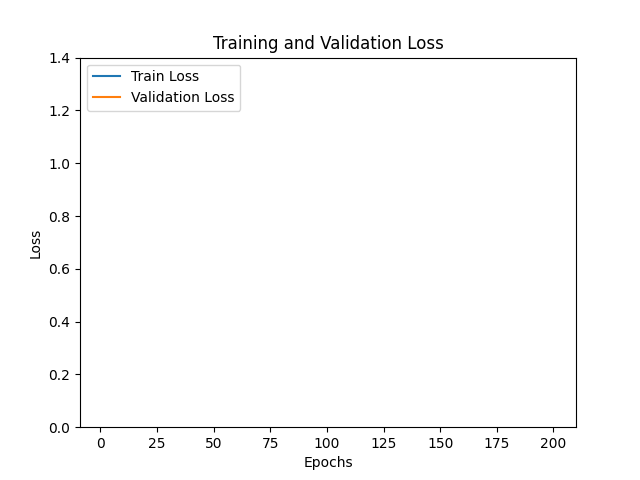 Training and Validation Loss
Train Loss
Validation Loss
1.4
1.2
1.0
0.8
0.6
0.4
0.2
0.0
Loss
0 25 50 75 100 125 150 175 200
Epochs